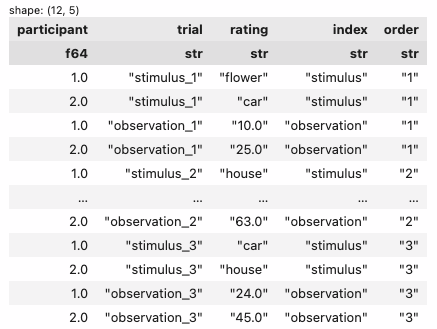 shape: (12, 5)
participant trial rating index order
f64 str str str str
1.0 "stimulus_1" "flower" "stimulus" "1"
2.0 "stimulus_1" "car" "stimulus" "1"
1.0 "observation_1" "10.0" "observation" "1"
2.0 "observation_1" "25.0" "observation" "1"
1.0 "stimulus_2" "house" "stimulus" "2"
... ... ... ... ...
2.0 "observation_2" "63.0" "observation" "2"
1.0 "stimulus_3" "car" "stimulus" "3"
2.0 "stimulus_3" "house" "stimulus" "3"
1.0 "observation_3" "24.0" "observation" "3"
2.0 "observation_3" "45.0" "observation" "3"